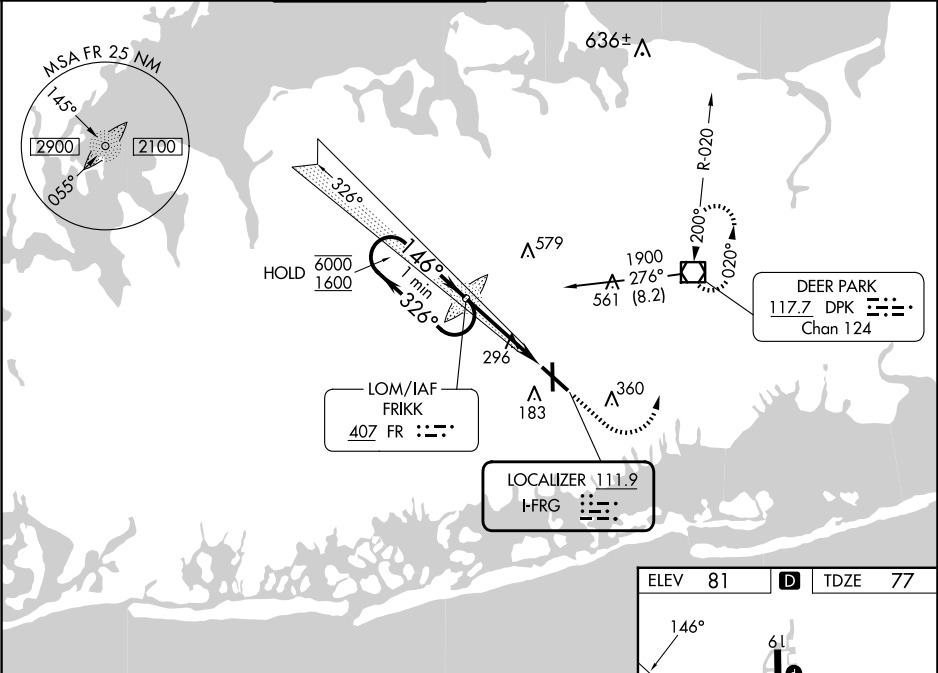 MSA FR 25 NM
145°
2900
2100
055°
636±
R-020
326°
146°
1 min
326°
HOLD
6000
1600
579
1900
276°
(8.2)
561
200°
020°
DEER PARK
117.7 DPK
Chan 124
296
LOM/IAF
FRIKK
407 FR
183
360
LOCALIZER 111.9
I-FRG
ELEV 81 D TDZE 77
146°